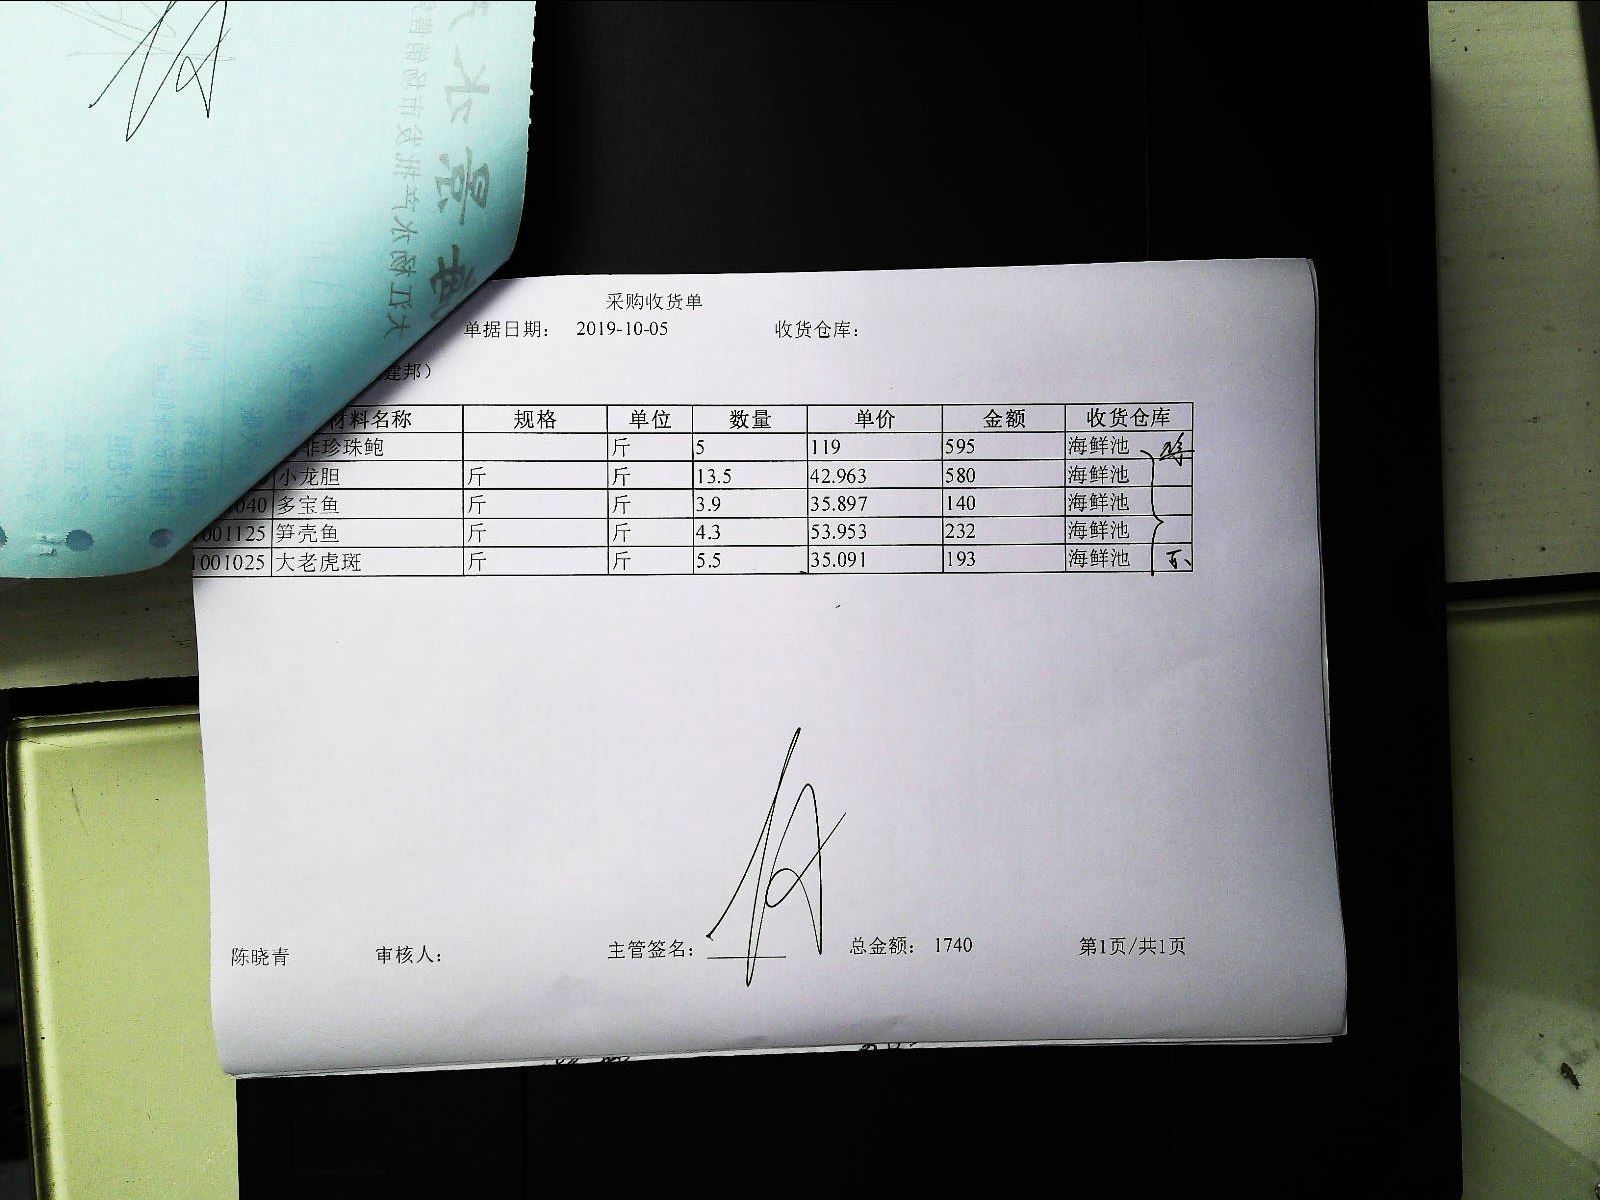 采购收货单
单据日期： 2019-10-05 收货仓库：
建邦）
材料名称 规格 单位 数量 单价 金额 收货仓库
非珍珠鲍 斤 5 119 595 海鲜池
小龙胆 斤 斤 13.5 42.963 580 海鲜池
040 多宝鱼 斤 斤 3.9 35.897 140 海鲜池
001125 笋壳鱼 斤 斤 4.3 53.953 232 海鲜池
1001025 大老虎斑 斤 斤 5.5 35.091 193 海鲜池
陈晓青 审核人： 主管签名： 总金额： 1740 第1页/共1页